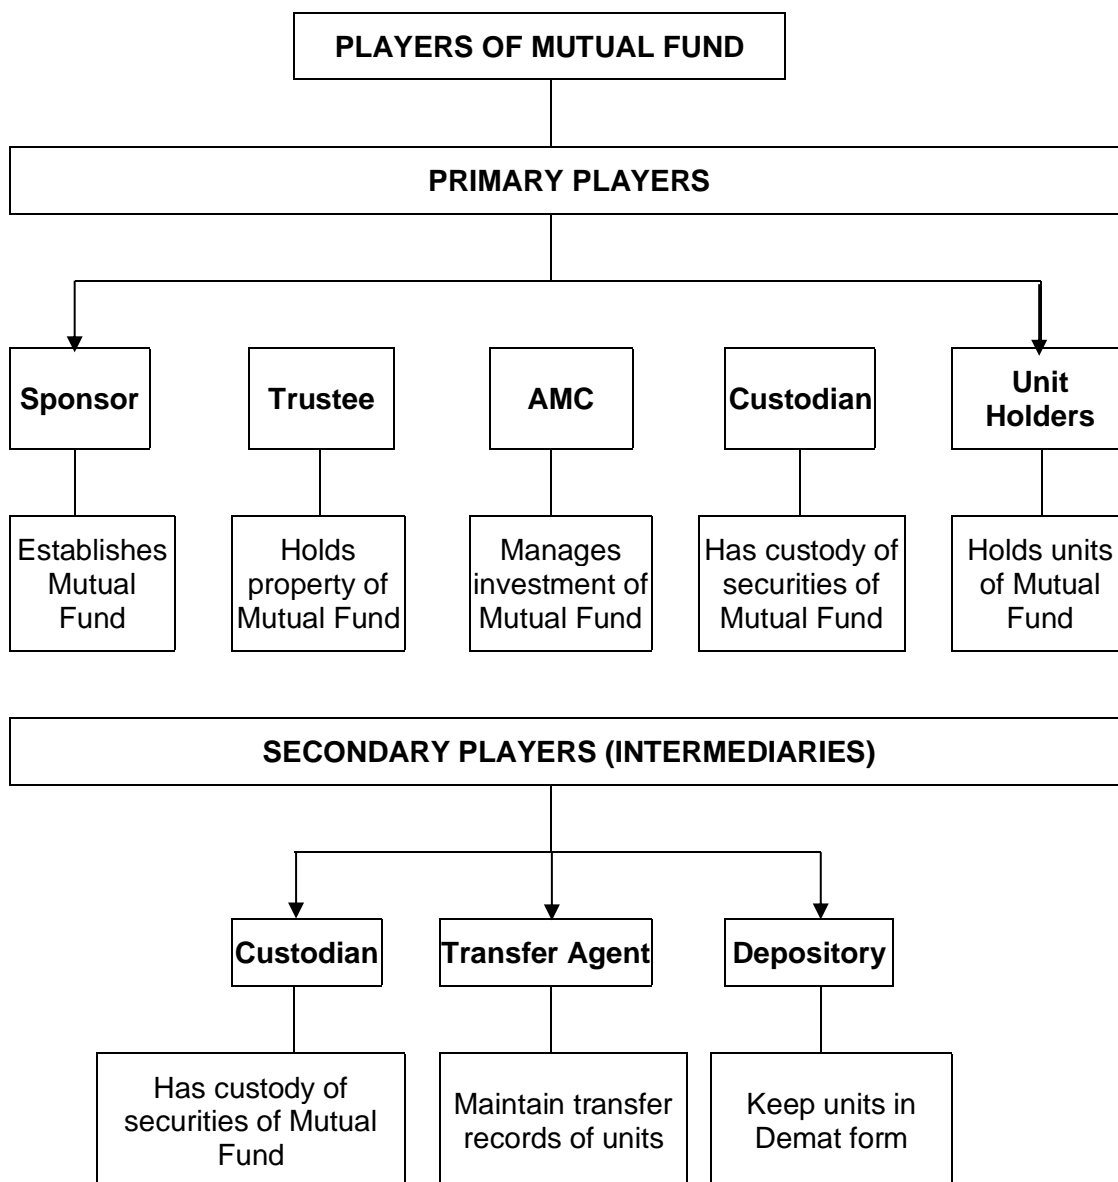 PLAYERS OF MUTUAL FUND
PRIMARY PLAYERS
Sponsor
Trustee
AMC
Custodian
Unit
Holders
Establishes
Mutual
Fund
Holds
property of
Mutual Fund
Manages
investment of
Mutual Fund
Has custody of
securities of
Mutual Fund
Holds units
of Mutual
Fund
SECONDARY PLAYERS (INTERMEDIARIES)
Custodian
Transfer Agent
Depository
Has custody of
securities of Mutual
Fund
Maintain transfer
records of units
Keep units in
Demat form